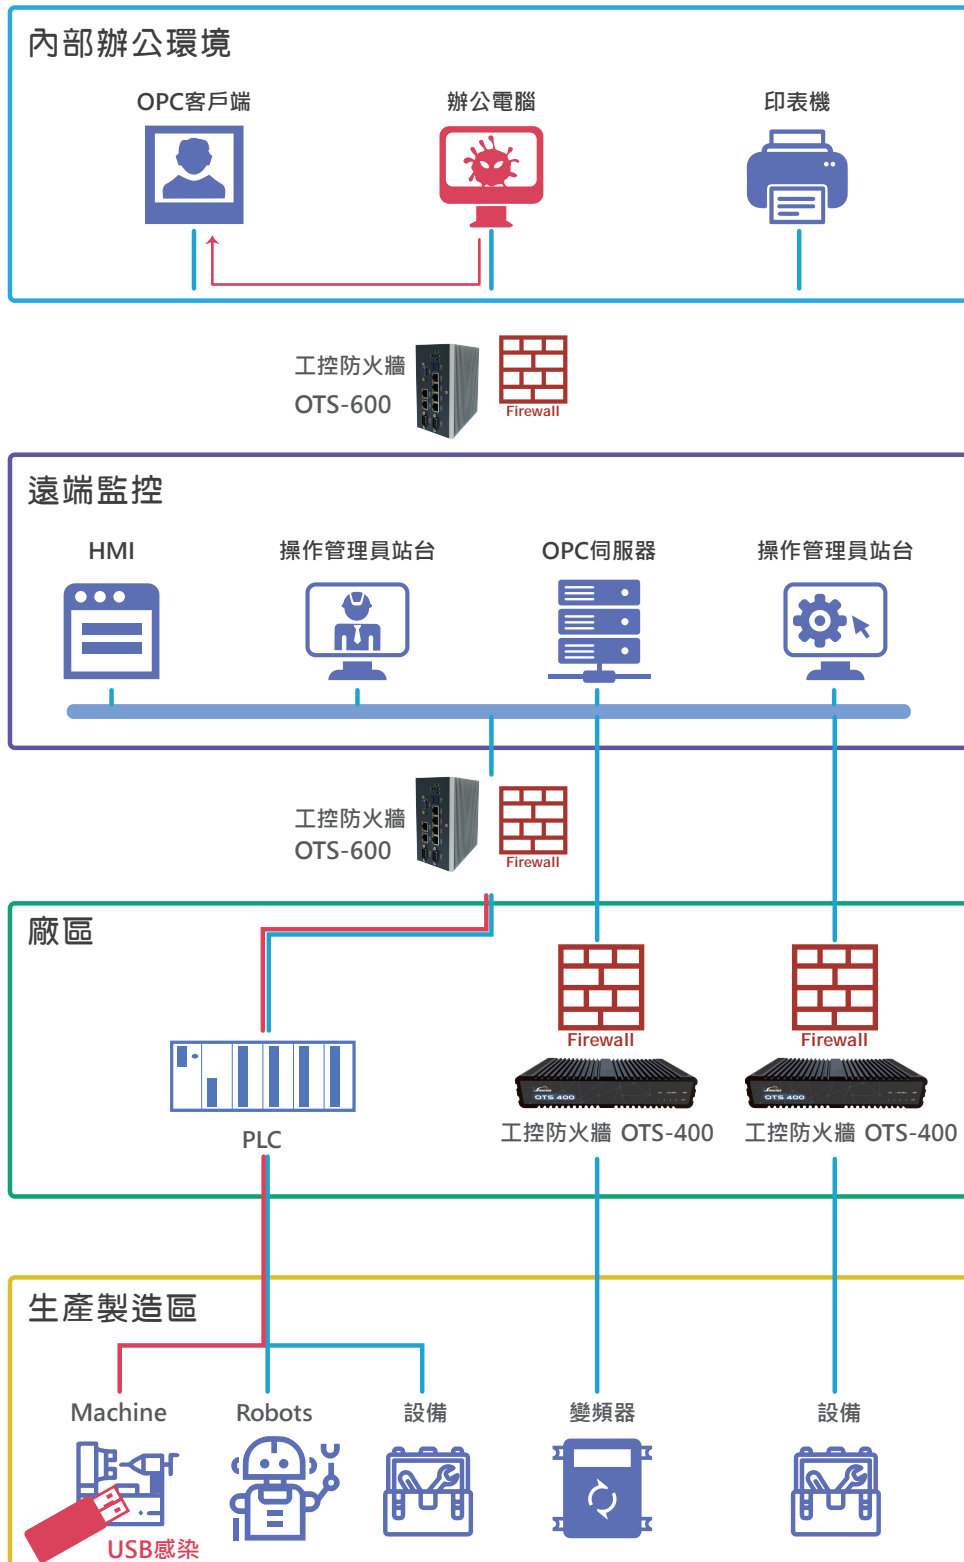 內部辦公環境
OPC客戶端
辦公電腦
印表機
工控防火牆
OTS-600
Firewall
遠端監控
HMI
操作管理員站台
OPC伺服器
操作管理員站台
工控防火牆
OTS-600
Firewall
廠區
Firewall
Firewall
OTS 400
OTS 400
PLC
工控防火牆 OTS-400
工控防火牆 OTS-400
生產製造區
Machine
Robots
設備
變頻器
設備
USB感染